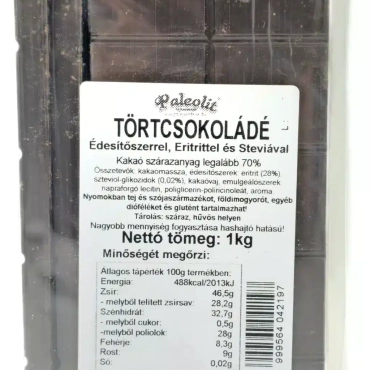 Paleolit
TÖRTCSOKOLÁDÉ
Édesítőszerrel, Eritrittel és Steviával
Kakaó szárazanyag legalább 70%
Összetevők: kakaómassza, édesítőszerek: eritrit (28%),
szteviol-glikozidok (0,02%), kakaóvaj, emulgeálószerek:
napraforgó lecitin, poliglicerin-poliricinoleát, aroma.
Nyomokban tej és szójaszármazékot, földimogyorót, egyéb
dióféléket és glutént tartalmazhat!
Tárolás: száraz, hűvös helyen
Nagyobb mennyiség fogyasztása hashajtó hatású!
Nettó tömeg: 1kg
Minőségét megőrzi:
Átlagos tápérték 100g termékben:
Energia: 488kcal/2013kJ
Zsír: 46,5g
- melyből telített zsírsav: 28,2g
Szénhidrát: 32,7g
- melyből cukor: 0,5g
-melyből poliolok: 28g
Fehérje: 8,3g
Rost: 9g
Só: 0,02g
999564 042197